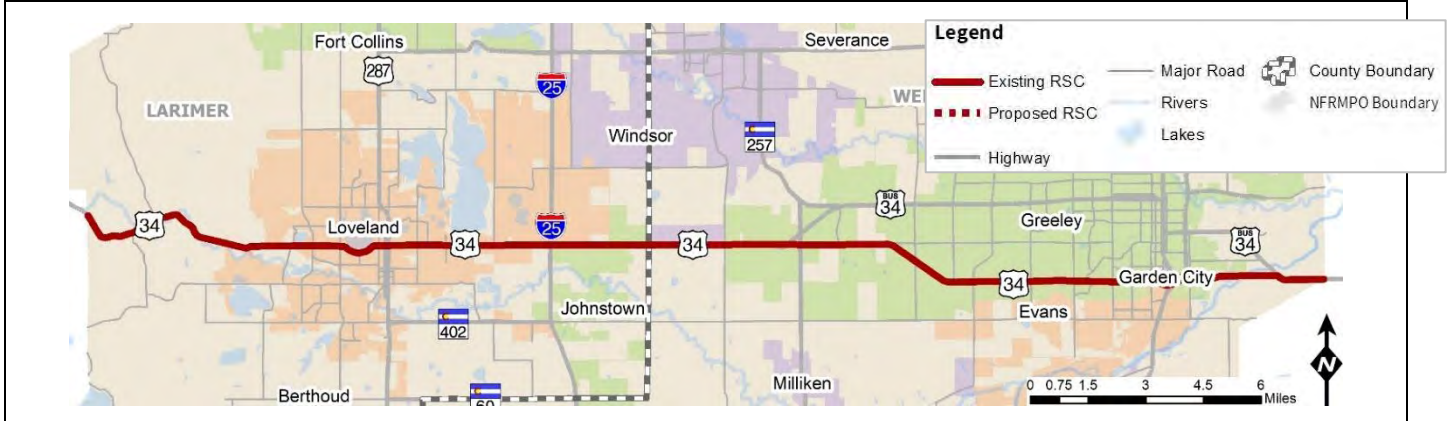 Fort Collins
Severance
287
25
LARIMER
WE
Windsor
257
BUS
34
Loveland
34
34
25
34
Greeley
BUS
34
Garden City
34
Evans
Johnstown
402
Milliken
Berthoud
60
Legend
Existing RSC
Proposed RSC
Highway
Major Road
Rivers
Lakes
County Boundary
NFRMPO Boundary
N
0 0.75 1.5 3 4.5 6
Miles